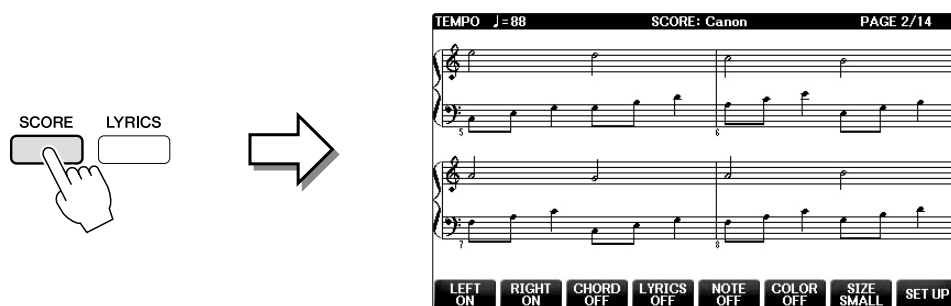 SCORE LYRICS
TEMPO ♩=88 SCORE: Canon PAGE 2/14
5 6
7 8
LEFT ON RIGHT ON CHORD OFF LYRICS OFF NOTE OFF COLOR OFF SIZE SMALL SET UP